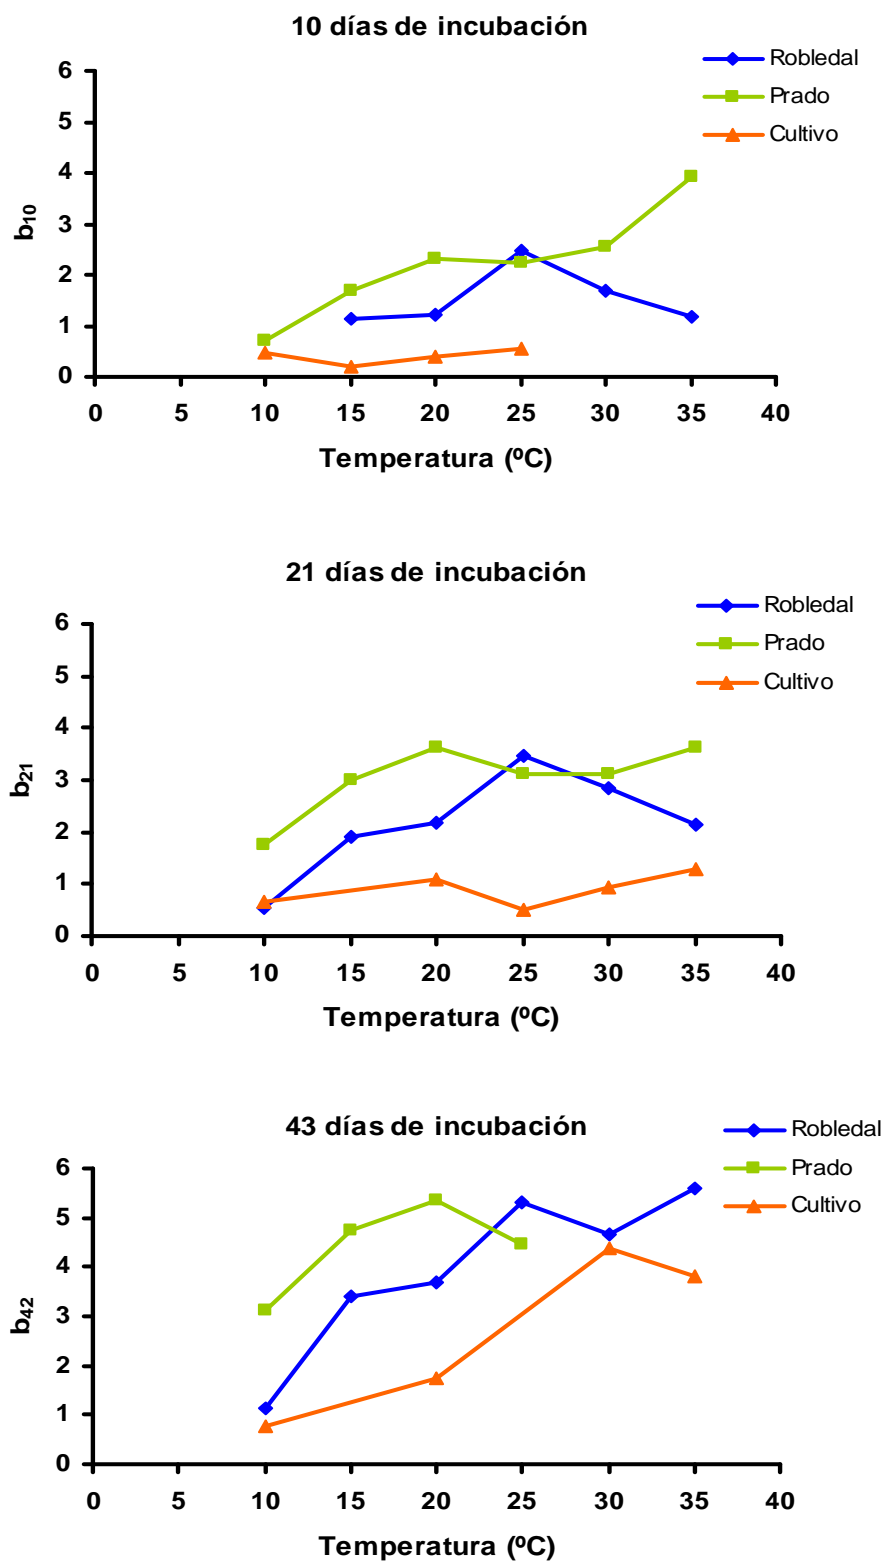 10 días de incubación
Robledal
Prado
Cultivo
6
5
4
3
2
1
0
b10
0 5 10 15 20 25 30 35 40
Temperatura (ºC)
21 días de incubación
Robledal
Prado
Cultivo
6
5
4
3
2
1
0
b21
0 5 10 15 20 25 30 35 40
Temperatura (ºC)
43 días de incubación
Robledal
Prado
Cultivo
6
5
4
3
2
1
0
b42
0 5 10 15 20 25 30 35 40
Temperatura (ºC)